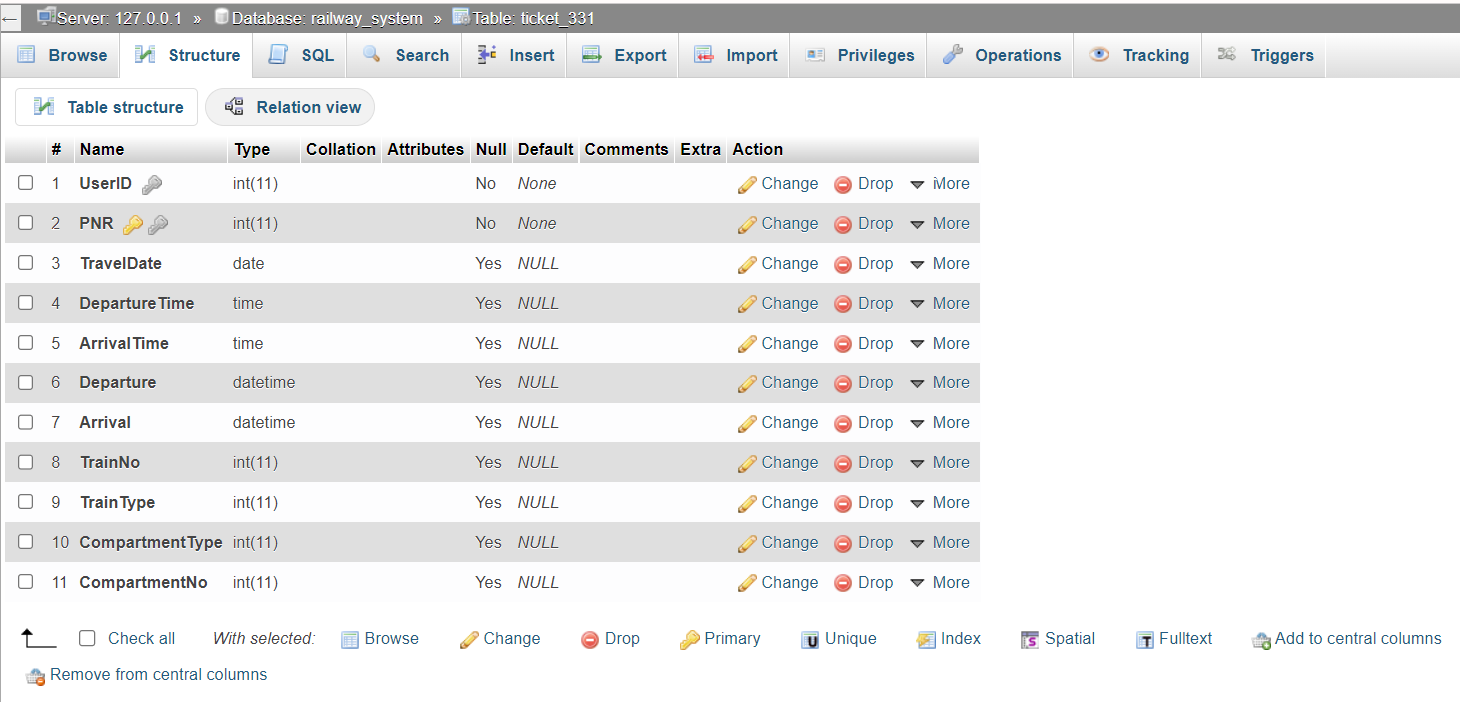 Server: 127.0.0.1 » Database: railway_system » Table: ticket_331
Browse Structure SQL Search Insert Export Import Privileges Operations Tracking Triggers
Table structure Relation view
# Name Type Collation Attributes Null Default Comments Extra Action
1 UserID int(11) No None Change Drop More
2 PNR int(11) No None Change Drop More
3 TravelDate date Yes NULL Change Drop More
4 DepartureTime time Yes NULL Change Drop More
5 ArrivalTime time Yes NULL Change Drop More
6 Departure datetime Yes NULL Change Drop More
7 Arrival datetime Yes NULL Change Drop More
8 TrainNo int(11) Yes NULL Change Drop More
9 TrainType int(11) Yes NULL Change Drop More
10 CompartmentType int(11) Yes NULL Change Drop More
11 CompartmentNo int(11) Yes NULL Change Drop More
Check all With selected: Browse Change Drop Primary Unique Index Spatial Fulltext Add to central columns
Remove from central columns